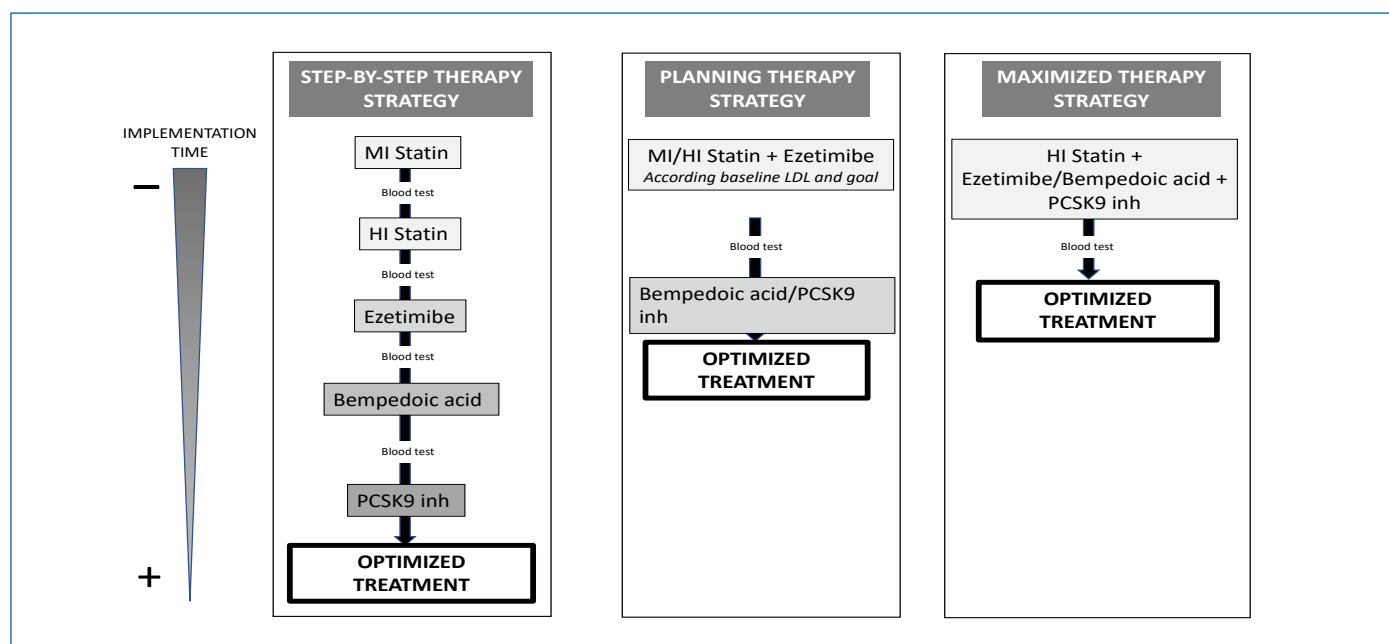 IMPLEMENTATION
TIME
−
+
STEP-BY-STEP THERAPY
STRATEGY
MI Statin
Blood test
HI Statin
Blood test
Ezetimibe
Blood test
Bempedoic acid
Blood test
PCSK9 inh
OPTIMIZED
TREATMENT
PLANNING THERAPY
STRATEGY
MI/HI Statin + Ezetimibe
According baseline LDL and goal
Blood test
Bempedoic acid/PCSK9
inh
OPTIMIZED
TREATMENT
MAXIMIZED THERAPY
STRATEGY
HI Statin +
Ezetimibe/Bempedoic acid +
PCSK9 inh
Blood test
OPTIMIZED
TREATMENT